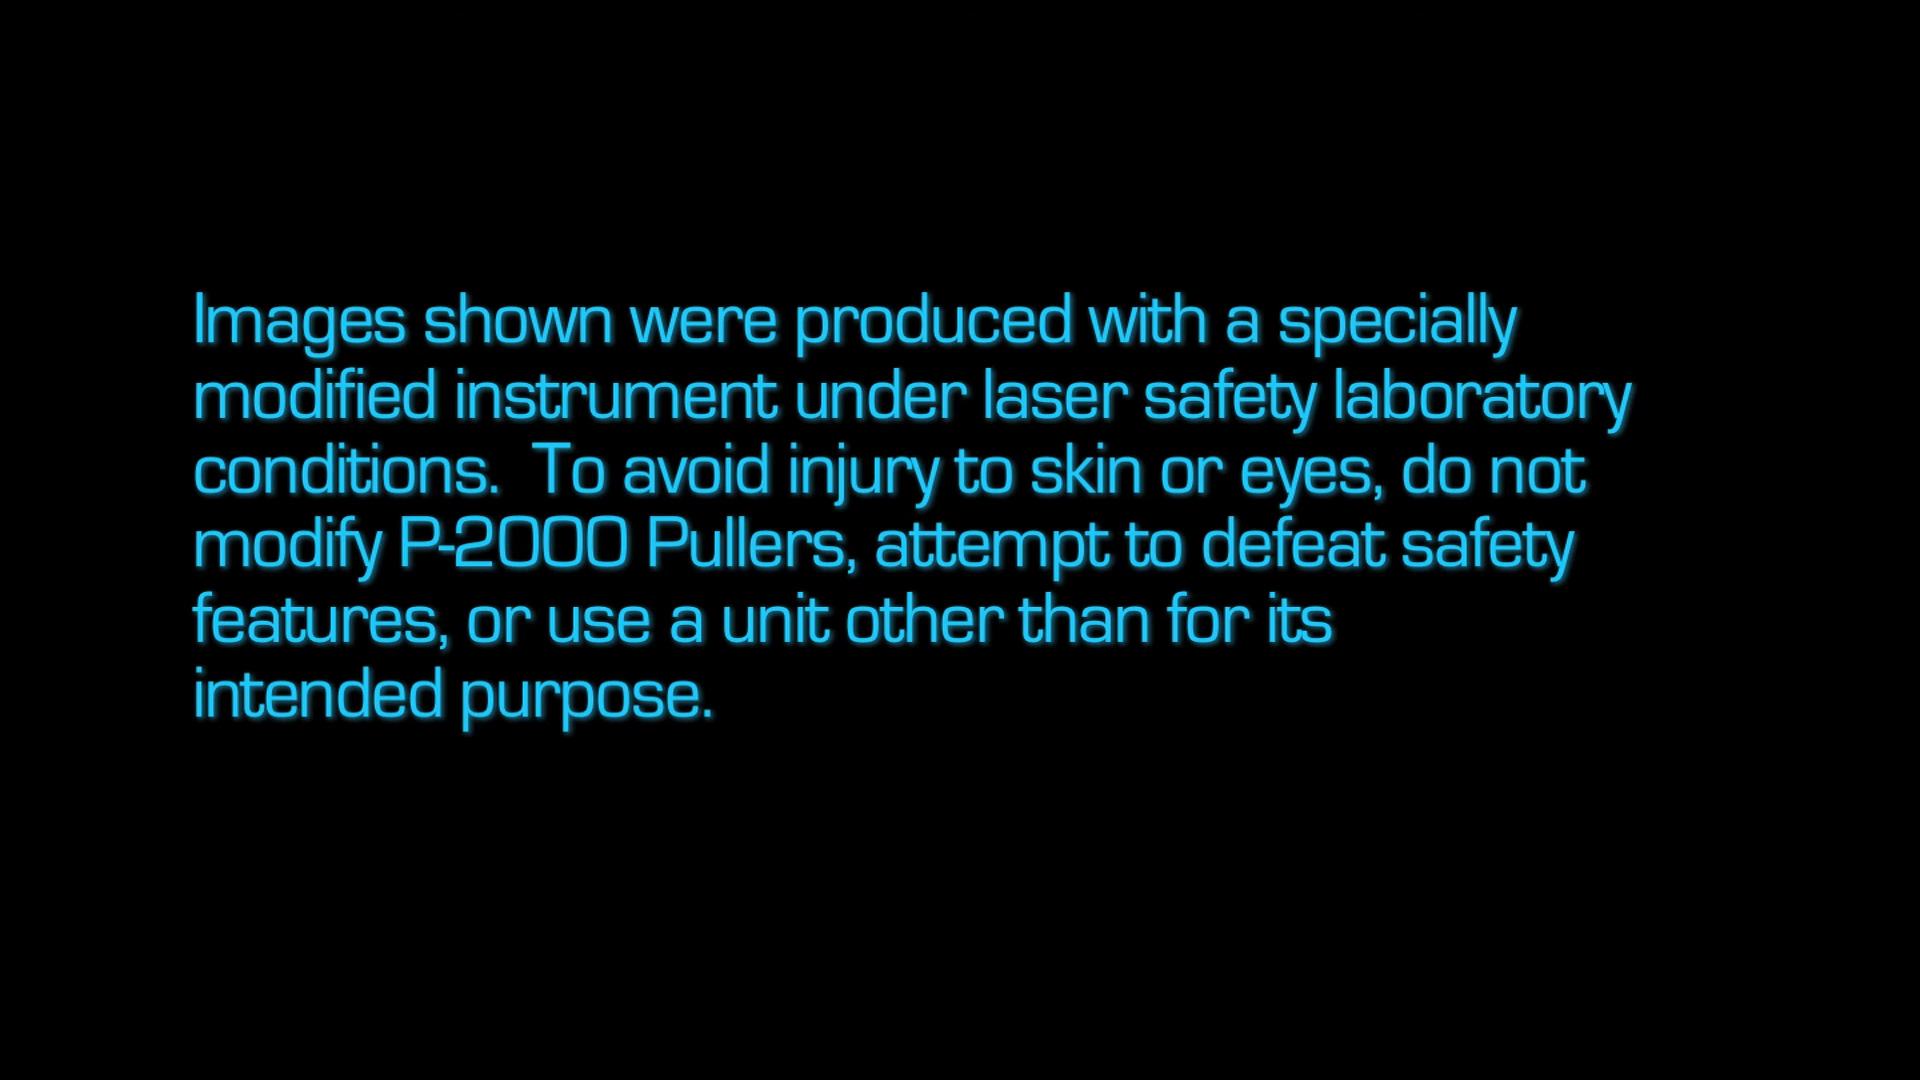 Images shown were produced with a specially
modified instrument under laser safety laboratory
conditions.  To avoid injury to skin or eyes, do not
modify P-2000 Pullers, attempt to defeat safety
features, or use a unit other than for its
intended purpose.